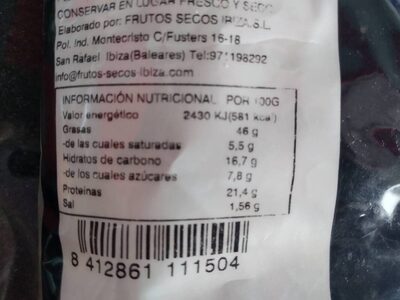 CONSERVAR EN LUGAR FRESCO Y SECO
Elaborado por: FRUTOS SECOS IBIZA S.L
Pol. Ind. Montecristo C/Fusters 16-18
San Rafael Ibiza(Baleares) Tel:971198292
info@frutos-secos-ibiza.com
INFORMACIÓN NUTRICIONAL POR 100G
Valor energético 2430 KJ(581 kcal)
Grasas 46 g
-de las cuales saturadas 5,5 g
Hidratos de carbono 16,7 g
-de los cuales azúcares 7,8 g
Proteinas 21,4 g
Sal 1,56 g
8 412861 111504